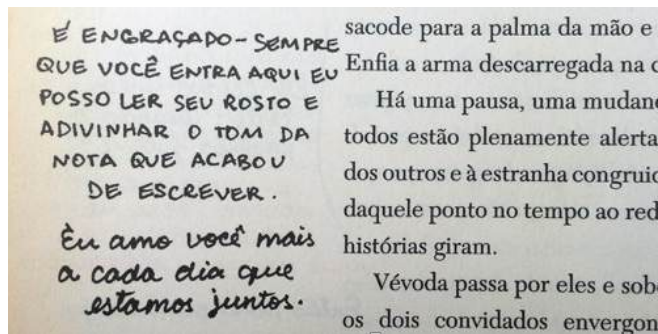 É ENGRAÇADO – SEMPRE
QUE VOCÊ ENTRA AQUI EU
POSSO LER SEU ROSTO E
ADIVINHAR O TOM DA
NOTA QUE ACABOU
DE ESCREVER.
Eu amo você mais
a cada dia que
estamos juntos.
sacode para a palma da mão e
Enfia a arma descarregada na c
Há uma pausa, uma mudanç
todos estão plenamente alerta
dos outros e à estranha congruic
daquele ponto no tempo ao red
histórias giram.
Vévoda passa por eles e sob
os dois convidados envergon